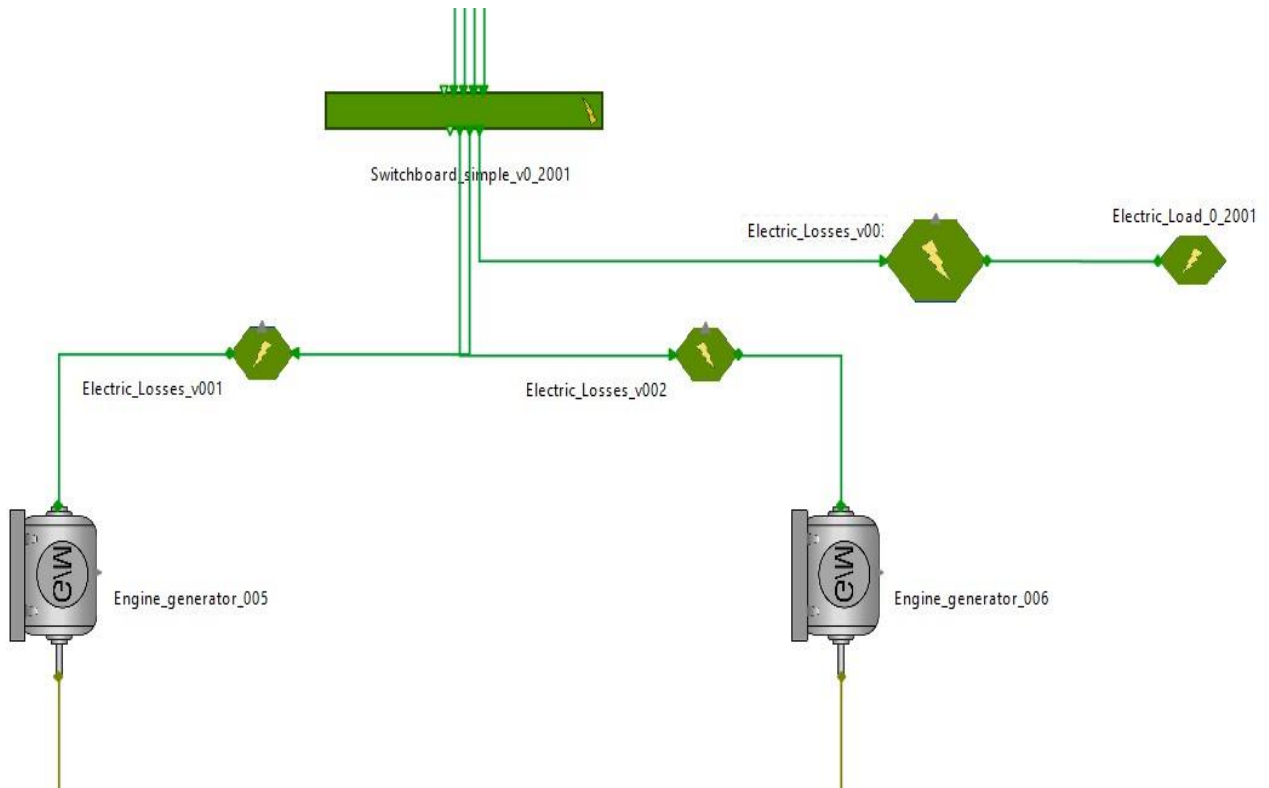 Switchboard_simple_v0_2001
Electric_Load_0_2001
Electric_Losses_v00
Electric_Losses_v001
Electric_Losses_v002
Engine_generator_005
Engine_generator_006